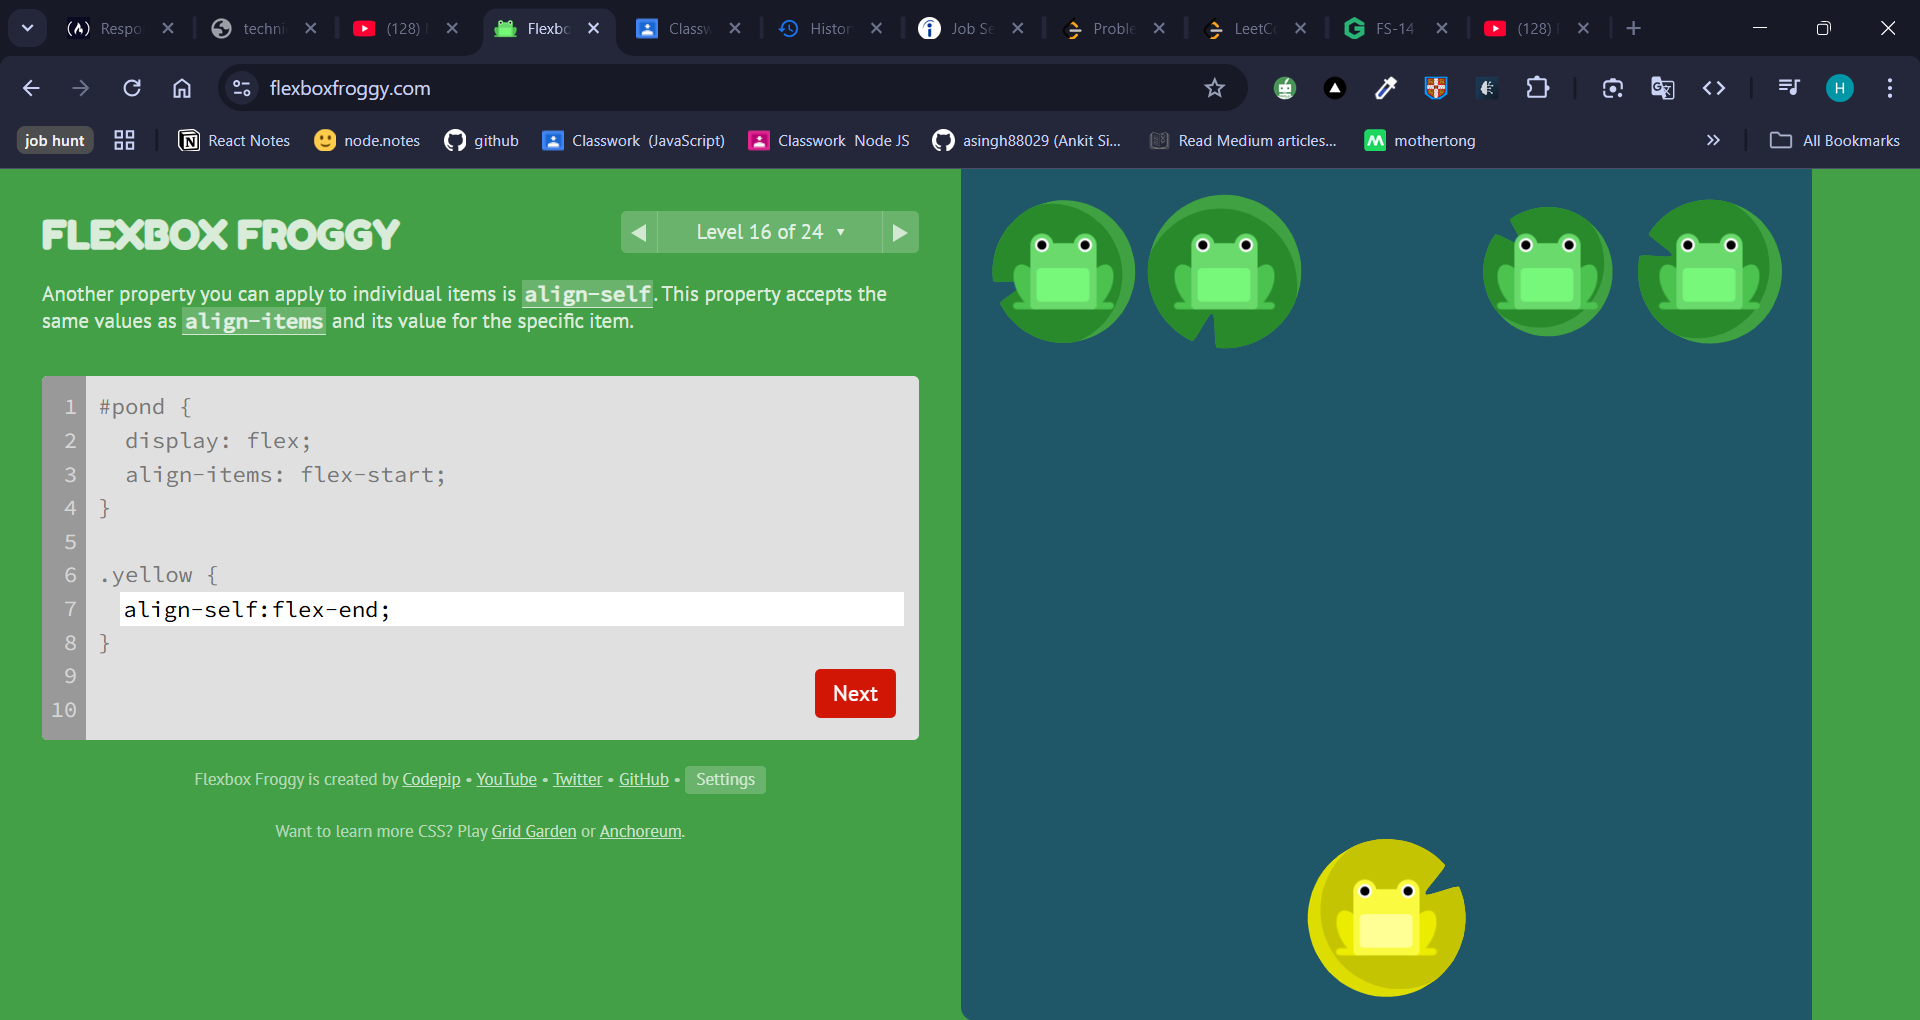 Respo
techni
(128)
Flexbo
Classw
Histor
Job Se
Proble
LeetCo
FS-14
(128)
flexboxfroggy.com
H
job hunt
React Notes
node.notes
github
Classwork (JavaScript)
Classwork Node JS
asingh88029 (Ankit Si...
Read Medium articles...
mothertong
All Bookmarks
FLEXBOX FROGGY
Level 16 of 24
Another property you can apply to individual items is align-self. This property accepts the
same values as align-items and its value for the specific item.
1 #pond {
2 display: flex;
3 align-items: flex-start;
4 }
5
6 .yellow {
7 align-self:flex-end;
8 }
9
10
Next
Flexbox Froggy is created by Codepip • YouTube • Twitter • GitHub • Settings
Want to learn more CSS? Play Grid Garden or Anchoreum.